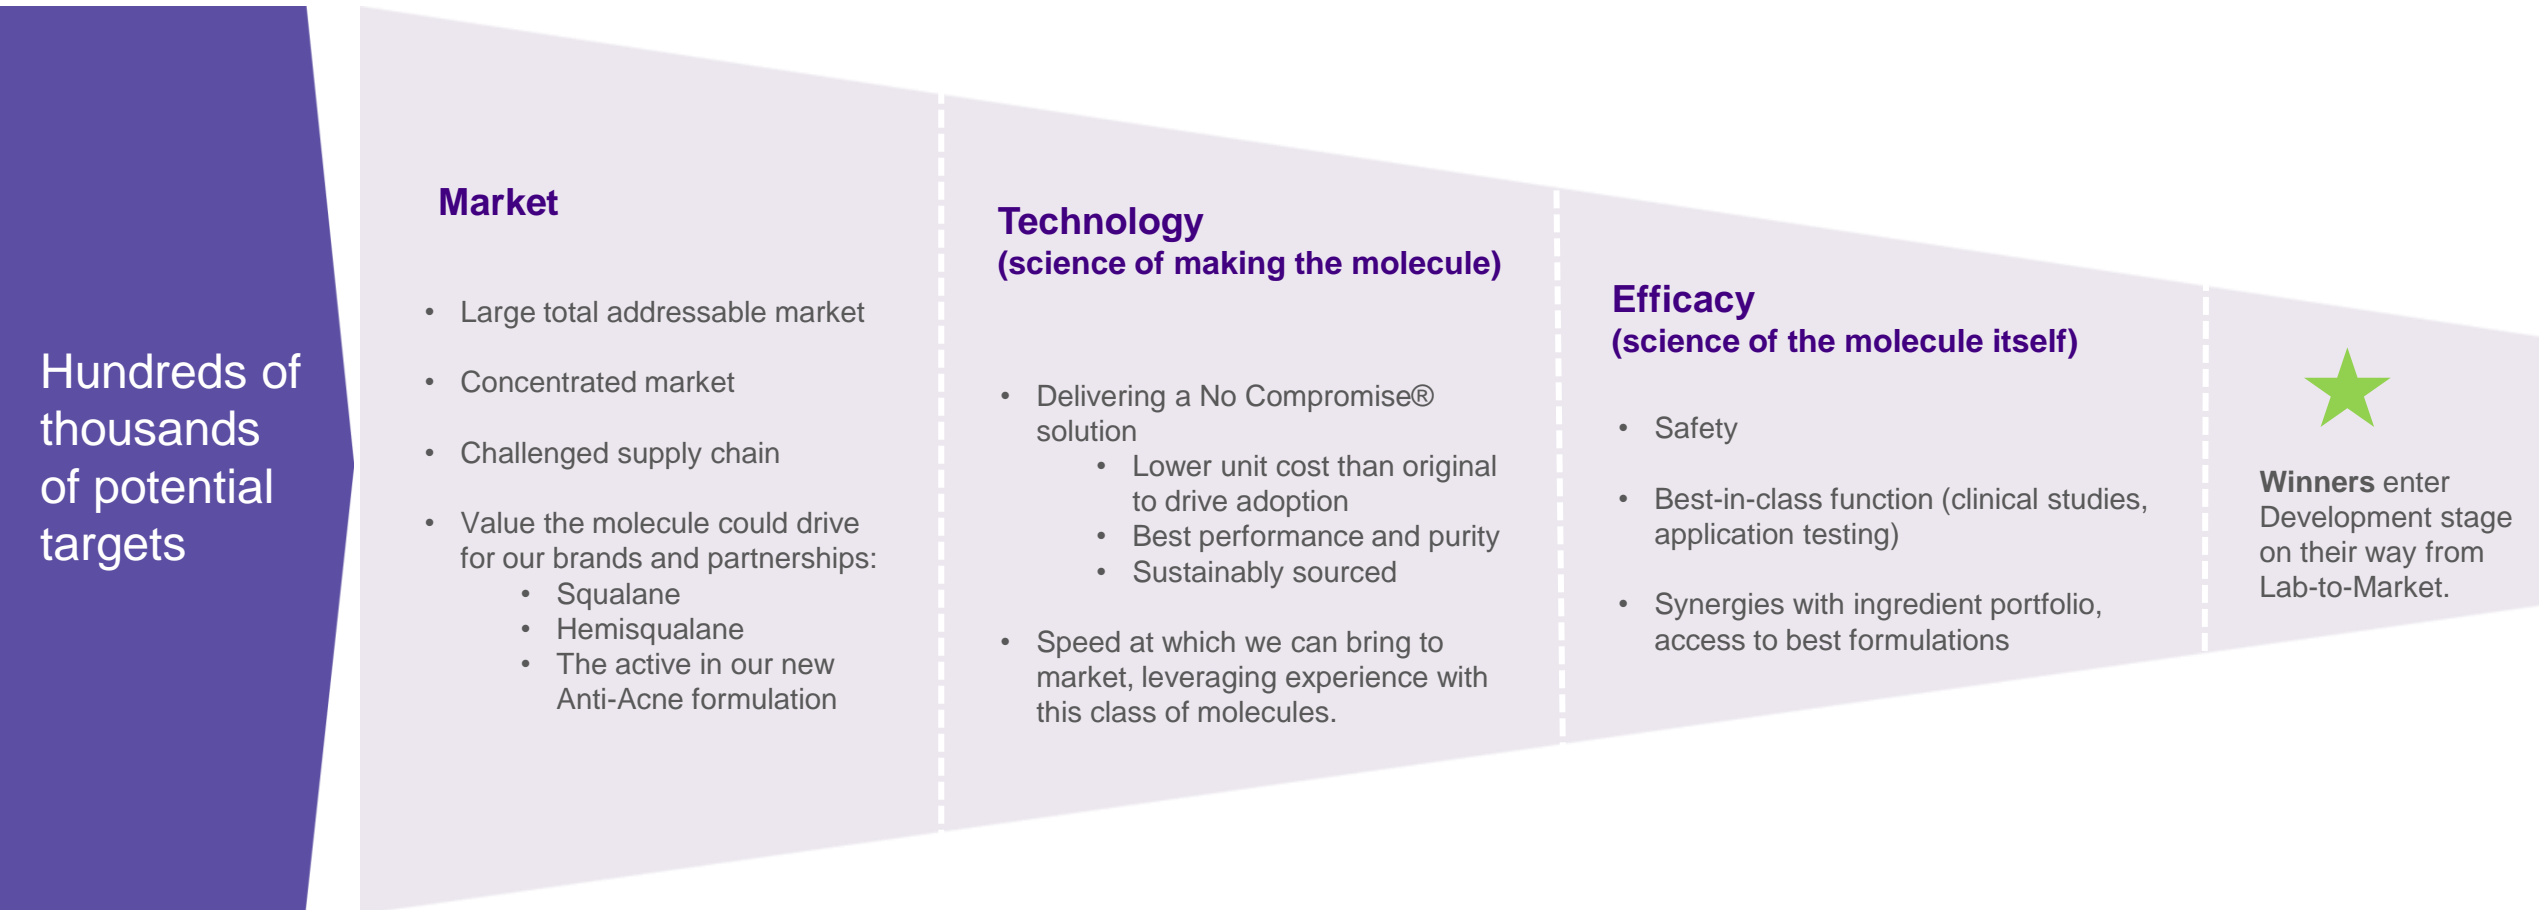 Hundreds of
thousands
of potential
targets
Market
• Large total addressable market
• Concentrated market
• Challenged supply chain
• Value the molecule could drive
for our brands and partnerships:
• Squalane
• Hemisqualane
• The active in our new
Anti-Acne formulation
Technology
(science of making the molecule)
• Delivering a No Compromise®
solution
• Lower unit cost than original
to drive adoption
• Best performance and purity
• Sustainably sourced
• Speed at which we can bring to
market, leveraging experience with
this class of molecules.
Efficacy
(science of the molecule itself)
• Safety
• Best-in-class function (clinical studies,
application testing)
• Synergies with ingredient portfolio,
access to best formulations
Winners enter
Development stage
on their way from
Lab-to-Market.